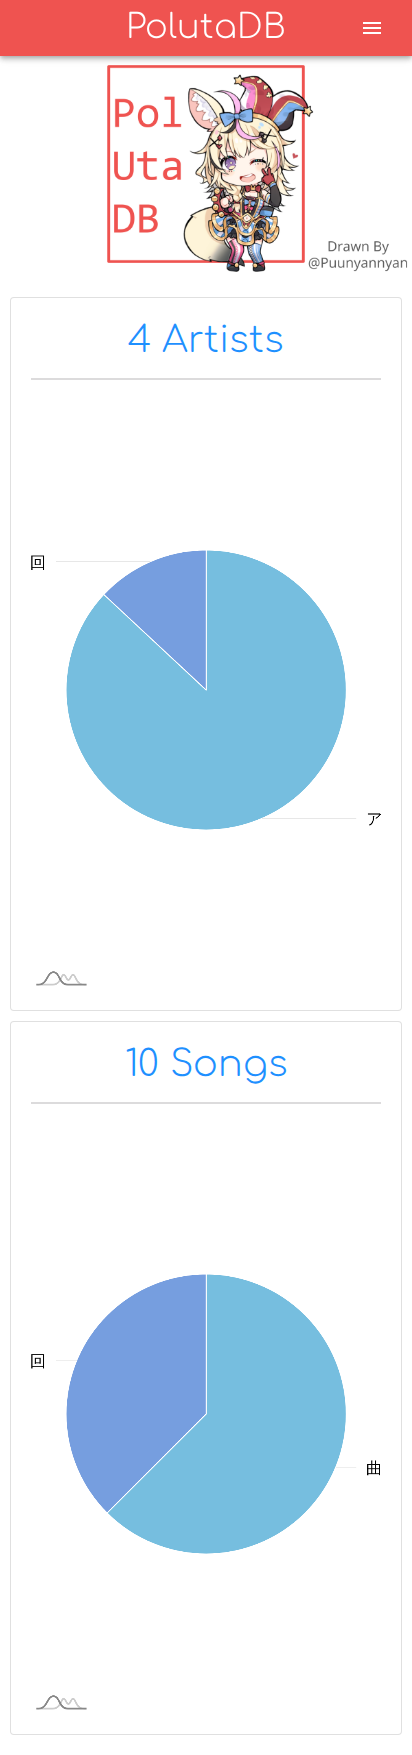 PolutaDB
Pol
Uta
DB
Drawn By
@Puunyannyan
4 Artists
回
ア
10 Songs
回
曲